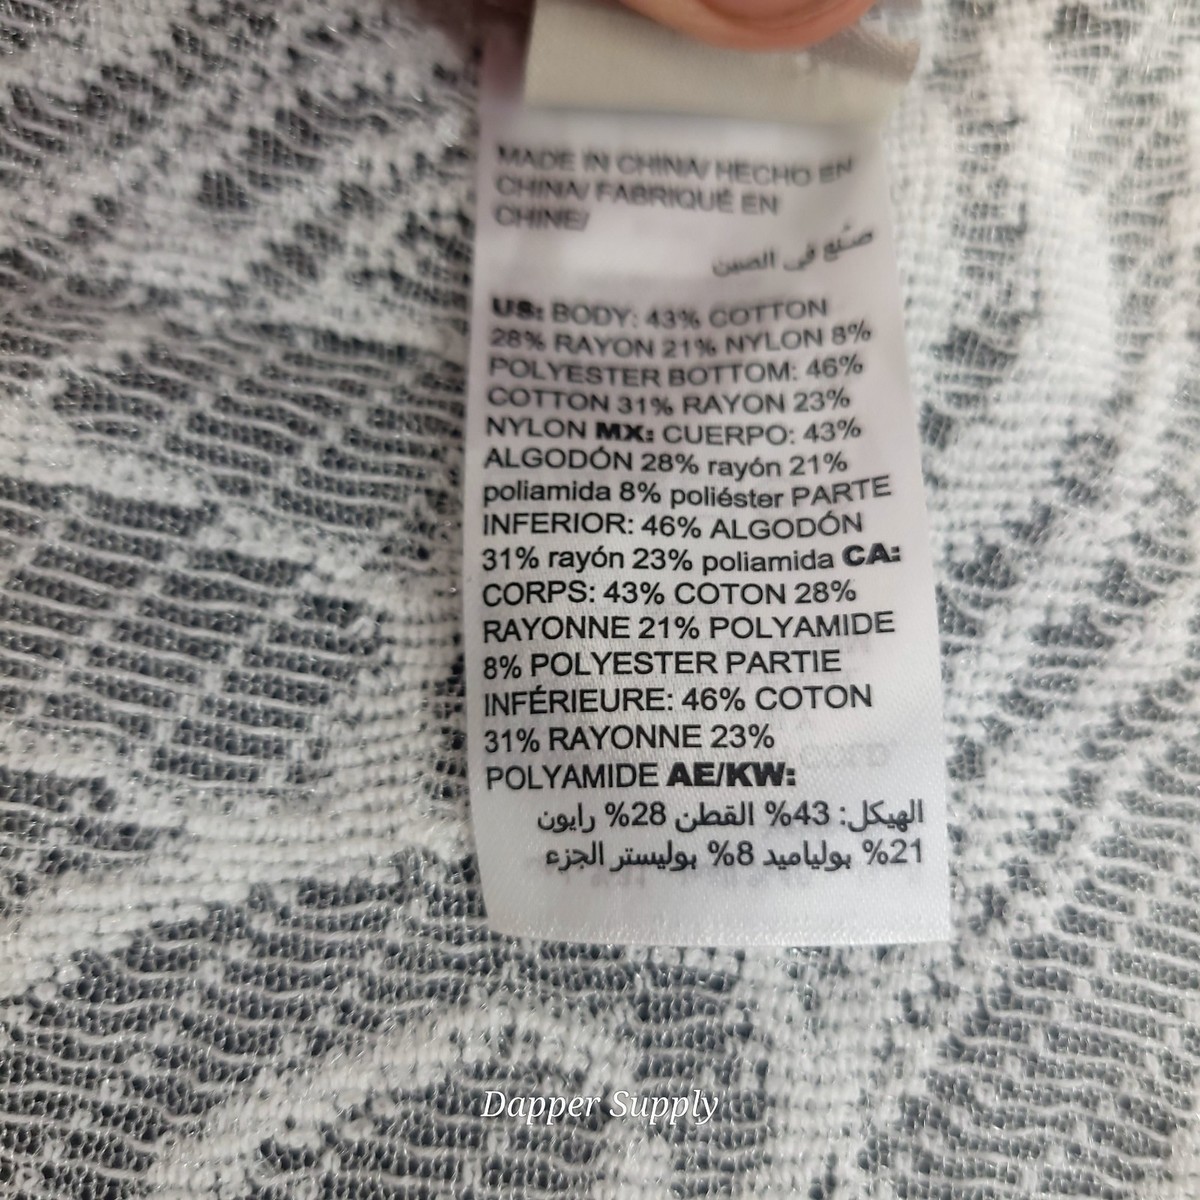 MADE IN CHINA/ HECHO EN
CHINA/ FABRIQUÉ EN
CHINE/
صنع في الصين
US: BODY: 43% COTTON
28% RAYON 21% NYLON 8%
POLYESTER BOTTOM: 46%
COTTON 31% RAYON 23%
NYLON MX: CUERPO: 43%
ALGODÓN 28% rayón 21%
poliamida 8% poliéster PARTE
INFERIOR: 46% ALGODÓN
31% rayón 23% poliamida CA:
CORPS: 43% COTON 28%
RAYONNE 21% POLYAMIDE
8% POLYESTER PARTIE
INFÉRIEURE: 46% COTON
31% RAYONNE 23%
POLYAMIDE AE/KW:
الهيكل: 43% القطن 28% رايون
21% بولياميد 8% بوليستر الجزء
Dapper Supply